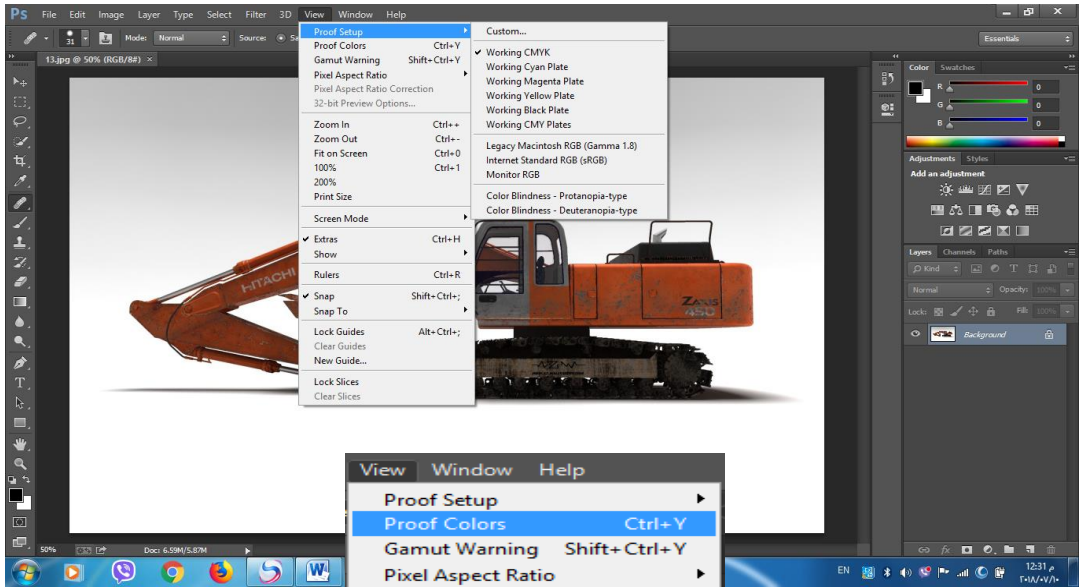 Ps File Edit Image Layer Type Select Filter 3D View Window Help
31 Mode: Normal Source: Sa
Essentials
13.jpg @ 50% (RGB/8#) ×
Proof Setup
Proof Colors Ctrl+Y
Gamut Warning Shift+Ctrl+Y
Pixel Aspect Ratio
Pixel Aspect Ratio Correction
32-bit Preview Options...
Zoom In Ctrl++
Zoom Out Ctrl+-
Fit on Screen Ctrl+0
100% Ctrl+1
200%
Print Size
Screen Mode
Extras Ctrl+H
Show
Rulers Ctrl+R
Snap Shift+Ctrl+;
Snap To
Lock Guides Alt+Ctrl+;
Clear Guides
New Guide...
Lock Slices
Clear Slices
Custom...
Working CMYK
Working Cyan Plate
Working Magenta Plate
Working Yellow Plate
Working Black Plate
Working CMY Plates
Legacy Macintosh RGB (Gamma 1.8)
Internet Standard RGB (sRGB)
Monitor RGB
Color Blindness - Protanopia-type
Color Blindness - Deuteranopia-type
HITACHI
ZAXIS
450
Color Swatches
R 0
G 0
B 0
Adjustments Styles
Add an adjustment
Layers Channels Paths
Kind
Normal Opacity: 100%
Lock: Fill: 100%
Background
View Window Help
Proof Setup
Proof Colors Ctrl+Y
Gamut Warning Shift+Ctrl+Y
Pixel Aspect Ratio
50% Doc: 6.59M/5.87M
fx
EN
12:31 م
٢٠١٨/٠٧/١٠